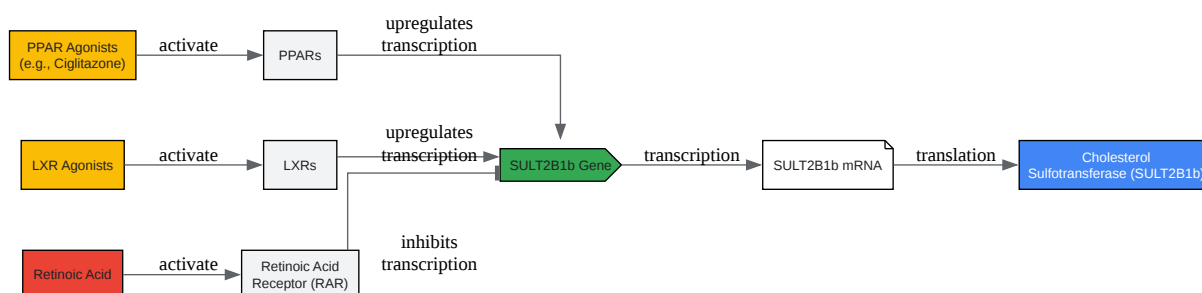 PPAR Agonists
(e.g., Ciglitazone)
activate
PPARs
upregulates
transcription
LXR Agonists
activate
LXRs
upregulates
transcription
SULT2B1b Gene
transcription
SULT2B1b mRNA
translation
Cholesterol
Sulfotransferase (SULT2B1b)
Retinoic Acid
activate
Retinoic Acid
Receptor (RAR)
inhibits
transcription